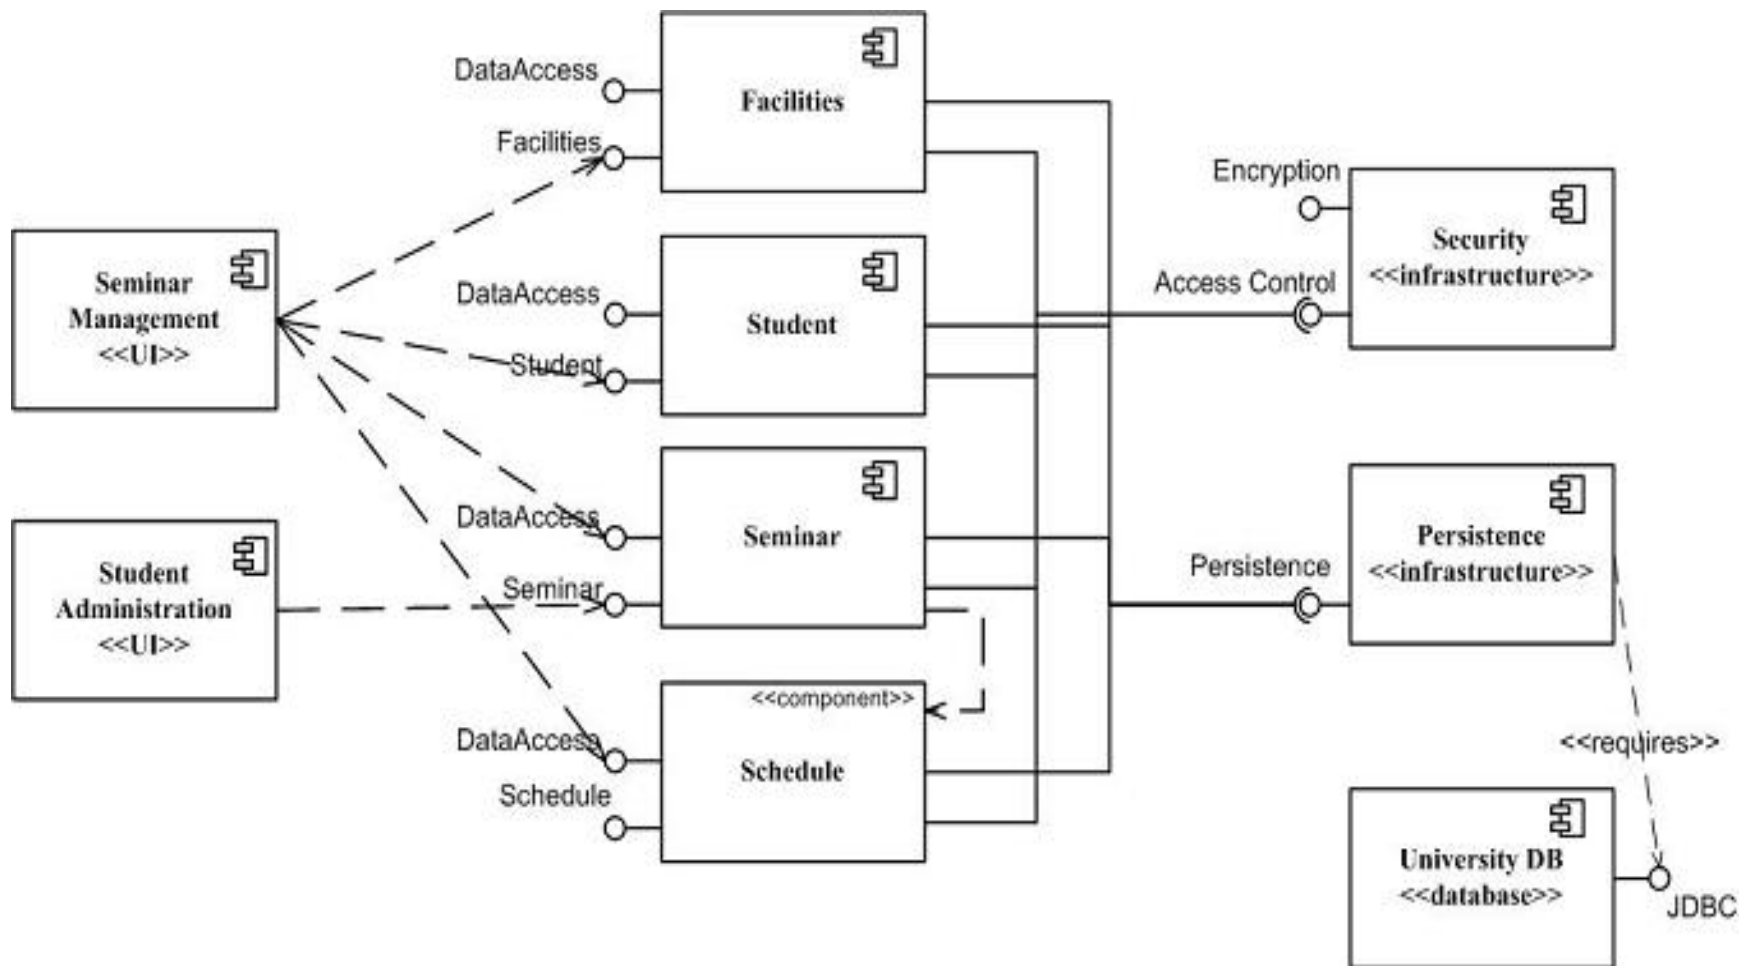 DataAccess
Facilities
Facilities
Encryption
Security
<<infrastructure>>
Access Control
Seminar
Management
<<UI>>
DataAccess
Student
Student
DataAccess
Seminar
Seminar
Persistence
<<infrastructure>>
Persistence
Student
Administration
<<UI>>
<<component>>
DataAccess
Schedule
Schedule
<<requires>>
University DB
<<database>>
JDBC